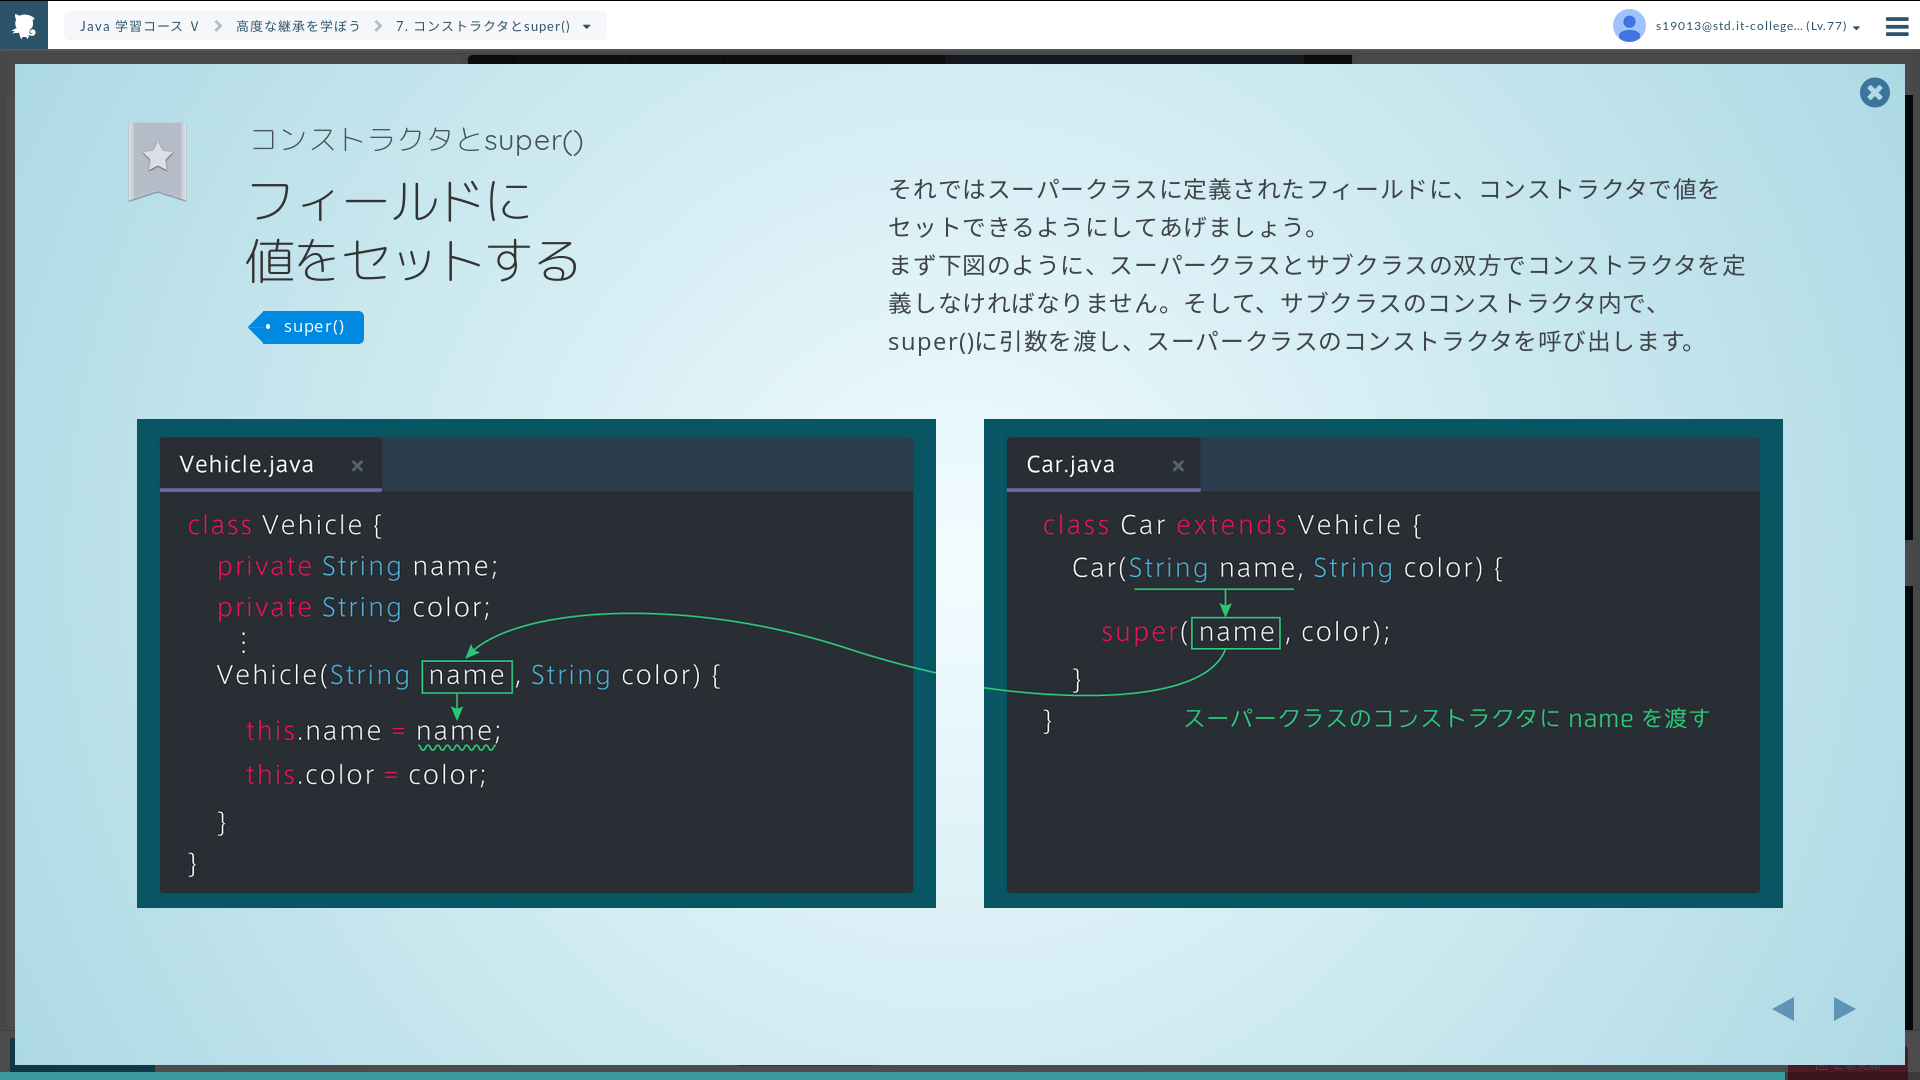 Java 学習コース Ⅴ 高度な継承を学ぼう 7. コンストラクタとsuper()
s19013@std.it-college... (Lv.77)
コンストラクタとsuper()
フィールドに
値をセットする
super()
それではスーパークラスに定義されたフィールドに、コンストラクタで値を
セットできるようにしてあげましょう。
まず下図のように、スーパークラスとサブクラスの双方でコンストラクタを定
義しなければなりません。そして、サブクラスのコンストラクタ内で、
super()に引数を渡し、スーパークラスのコンストラクタを呼び出します。
Vehicle.java
class Vehicle {
private String name;
private String color;
⋮
Vehicle(String name, String color) {
this.name = name;
this.color = color;
}
}
Car.java
class Car extends Vehicle {
Car(String name, String color) {
super(name, color);
}
}
スーパークラスのコンストラクタに name を渡す